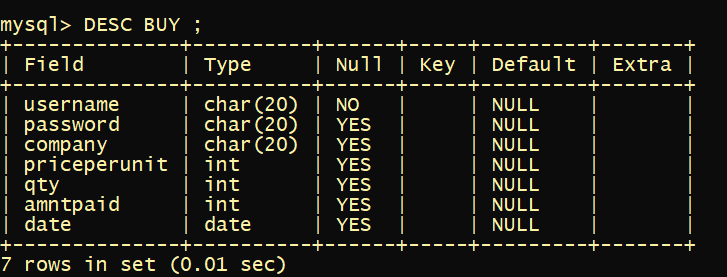 mysql> DESC BUY ;
+-------------+----------+------+-----+---------+-------+
| Field       | Type     | Null | Key | Default | Extra |
+-------------+----------+------+-----+---------+-------+
| username    | char(20) | NO   |     | NULL    |       |
| password    | char(20) | YES  |     | NULL    |       |
| company     | char(20) | YES  |     | NULL    |       |
| priceperunit | int      | YES  |     | NULL    |       |
| qty         | int      | YES  |     | NULL    |       |
| amntpaid    | int      | YES  |     | NULL    |       |
| date        | date     | YES  |     | NULL    |       |
+-------------+----------+------+-----+---------+-------+
7 rows in set (0.01 sec)